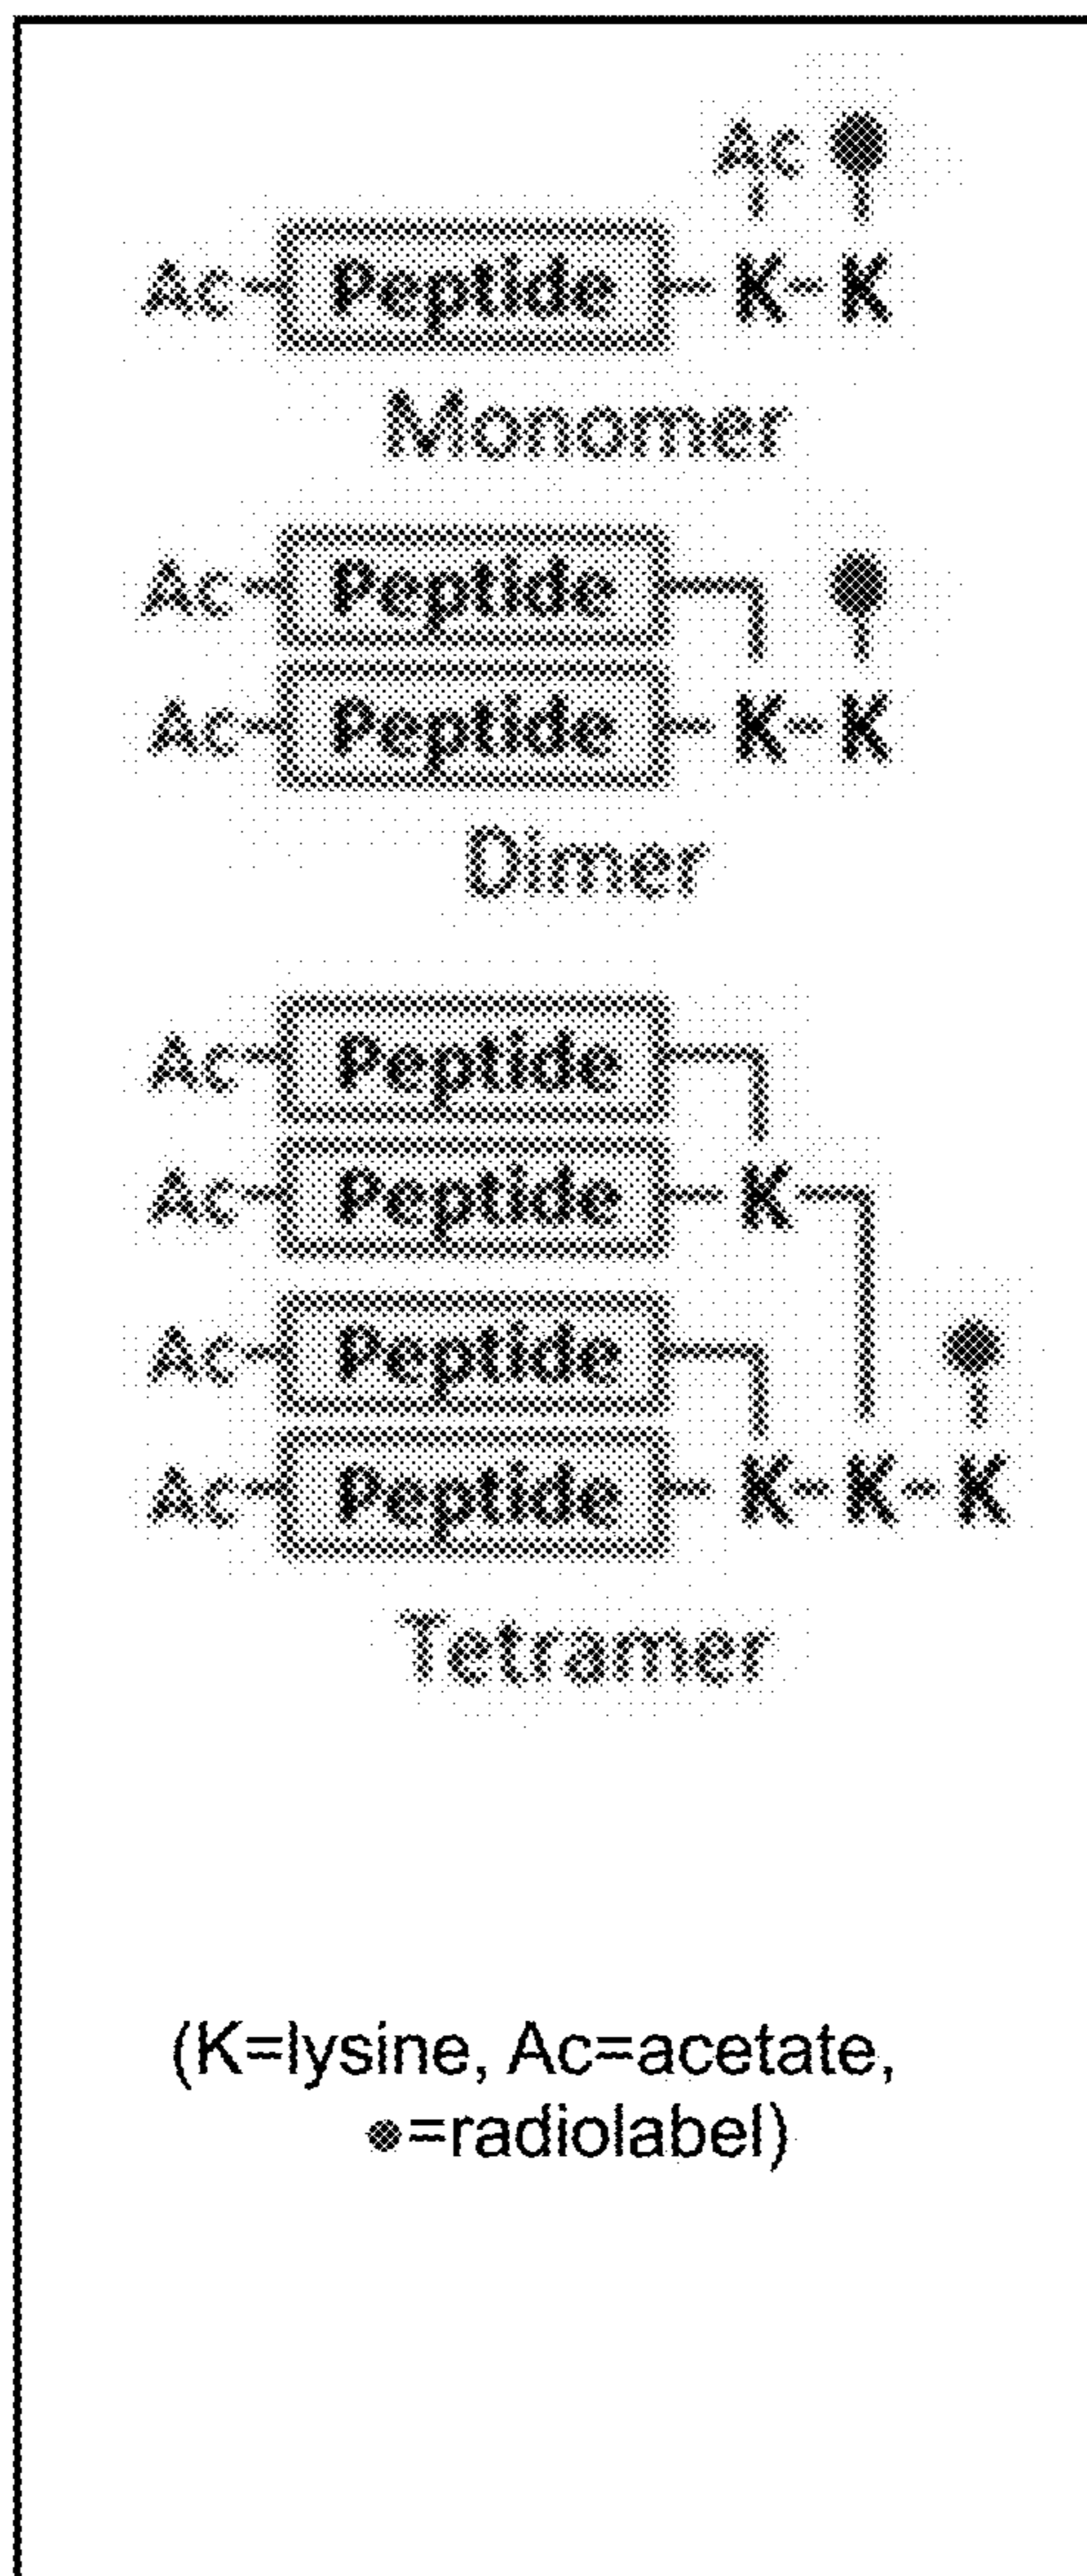 Ac
Ac Peptide K K
Monomer
Ac Peptide
Ac Peptide K K
Dimer
Ac Peptide
Ac Peptide K
Ac Peptide
Ac Peptide K K K
Tetramer
(K=lysine, Ac=acetate,
=radiolabel)